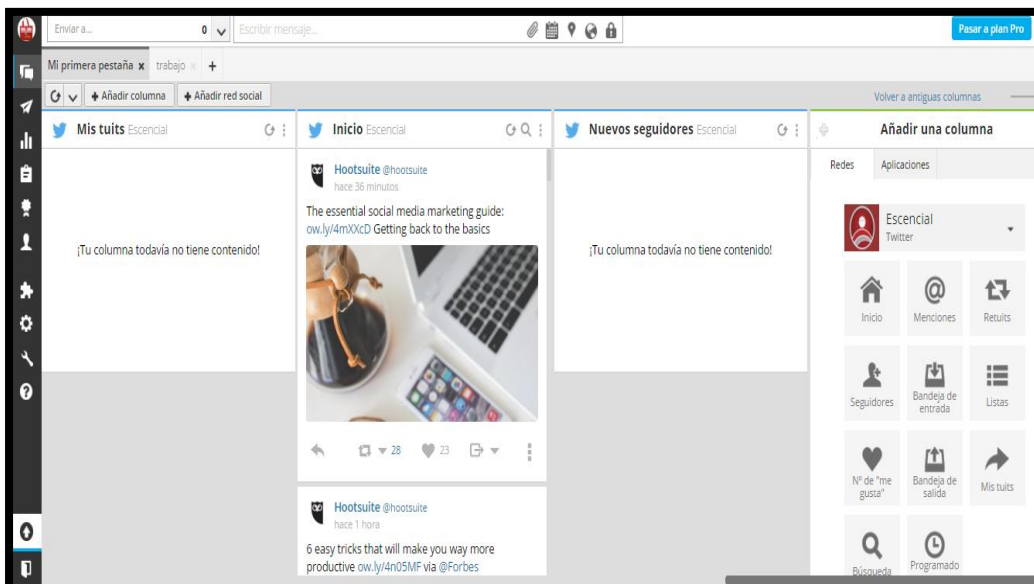 Enviar a... 0 Escribir mensaje... Pasar a plan Pro
Mi primera pestaña x trabajo x +
+ Añadir columna + Añadir red social Volver a antiguas columnas
Mis tuits Escencial
¡Tu columna todavía no tiene contenido!
Inicio Escencial
Hootsuite @hootsuite
hace 36 minutos
The essential social media marketing guide:
ow.ly/4mXXcD Getting back to the basics
28 23
Hootsuite @hootsuite
hace 1 hora
6 easy tricks that will make you way more
productive ow.ly/4n05MF via @Forbes
Nuevos seguidores Escencial
¡Tu columna todavía no tiene contenido!
Añadir una columna
Redes Aplicaciones
Escencial
Twitter
Inicio Menciones Retuits
Seguidores Bandeja de entrada Listas
Nº de "me gusta" Bandeja de salida Mis tuits
Búsqueda Programado